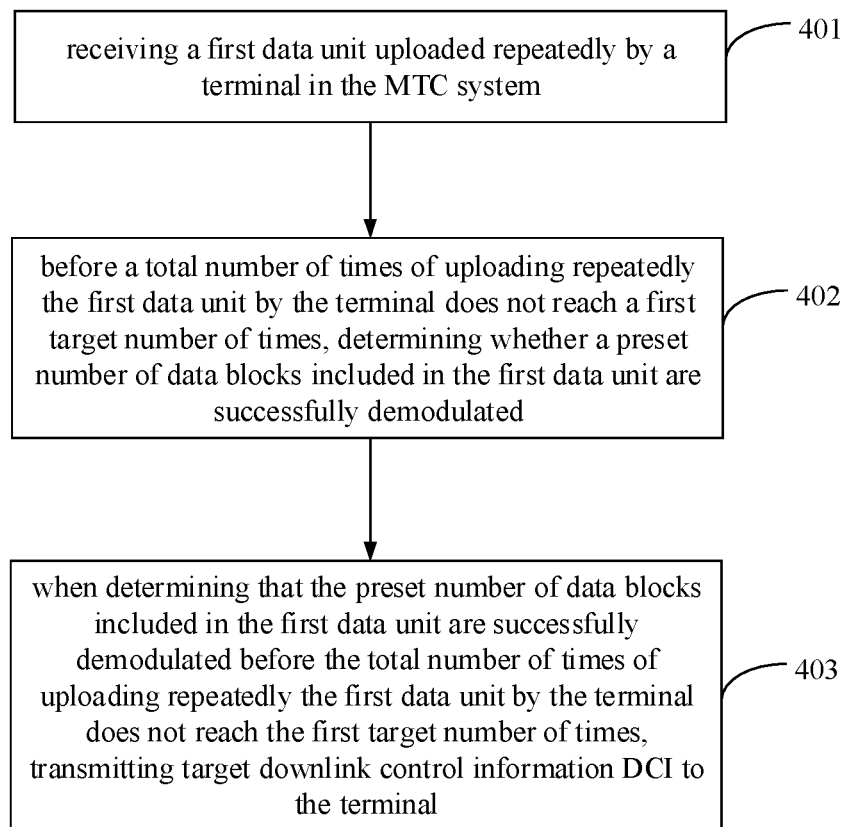 receiving a first data unit uploaded repeatedly by a
terminal in the MTC system
401
before a total number of times of uploading repeatedly
the first data unit by the terminal does not reach a first
target number of times, determining whether a preset
number of data blocks included in the first data unit are
successfully demodulated
402
when determining that the preset number of data blocks
included in the first data unit are successfully
demodulated before the total number of times of
uploading repeatedly the first data unit by the terminal
does not reach the first target number of times,
transmitting target downlink control information DCI to
the terminal
403